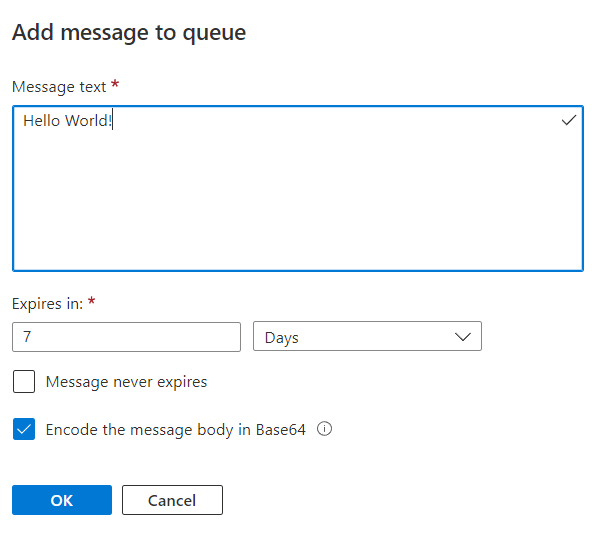 Add message to queue
Message text *
Hello World!
Expires in: *
7 Days
Message never expires
Encode the message body in Base64
OK Cancel